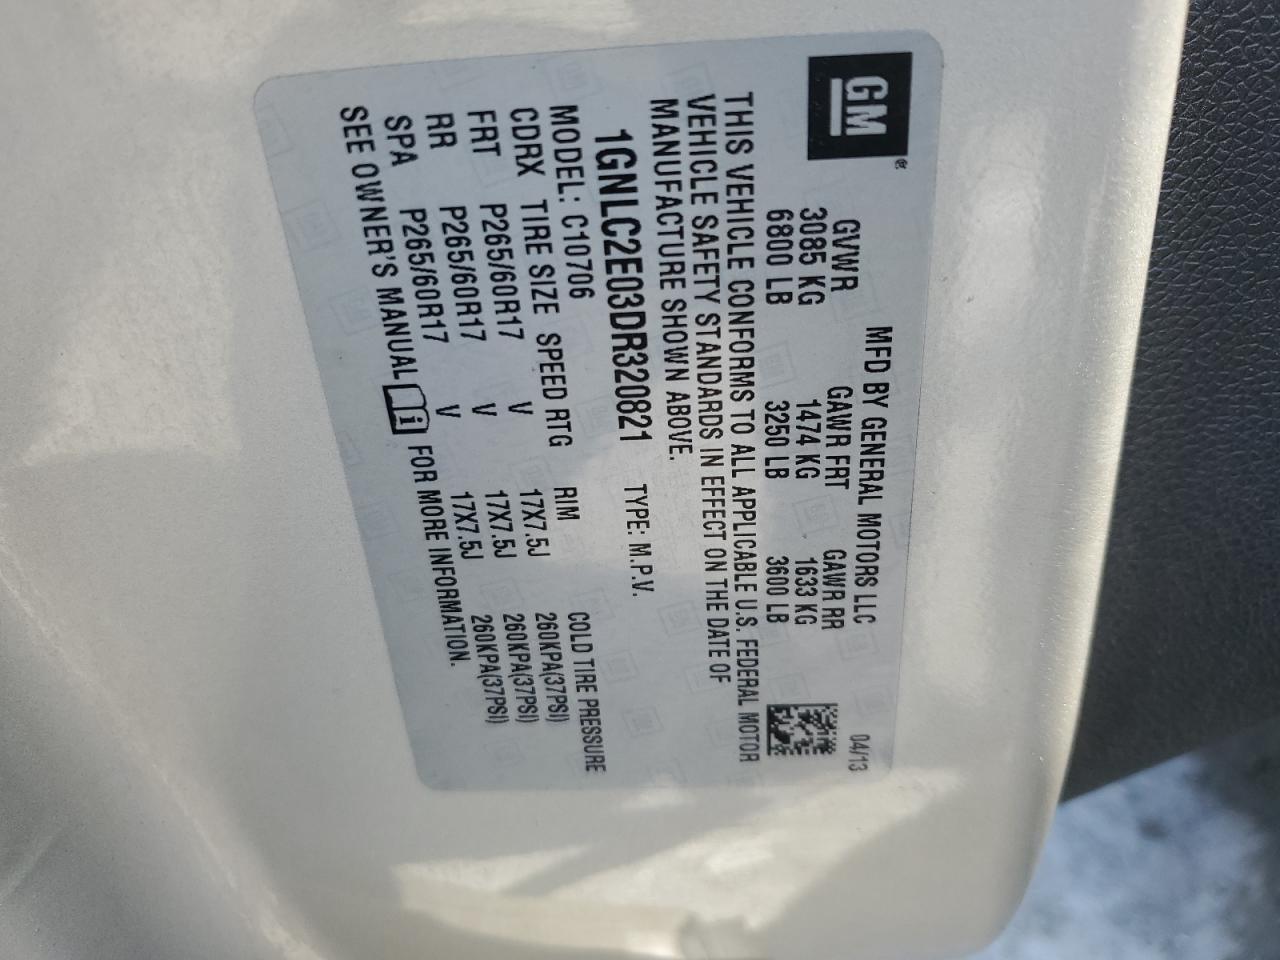 GM®
MFD BY GENERAL MOTORS LLC 04/13
GVWR GAWR FRT GAWR RR
3085 KG 1474 KG 1633 KG
6800 LB 3250 LB 3600 LB
THIS VEHICLE CONFORMS TO ALL APPLICABLE U.S. FEDERAL MOTOR
VEHICLE SAFETY STANDARDS IN EFFECT ON THE DATE OF
MANUFACTURE SHOWN ABOVE.
1GNLC2E03DR320821 TYPE: M.P.V.
MODEL: C10706
CDRX TIRE SIZE SPEED RTG RIM COLD TIRE PRESSURE
FRT P265/60R17 V 17X7.5J 260KPA(37PSI)
RR P265/60R17 V 17X7.5J 260KPA(37PSI)
SPA P265/60R17 V 17X7.5J 260KPA(37PSI)
SEE OWNER'S MANUAL i FOR MORE INFORMATION.